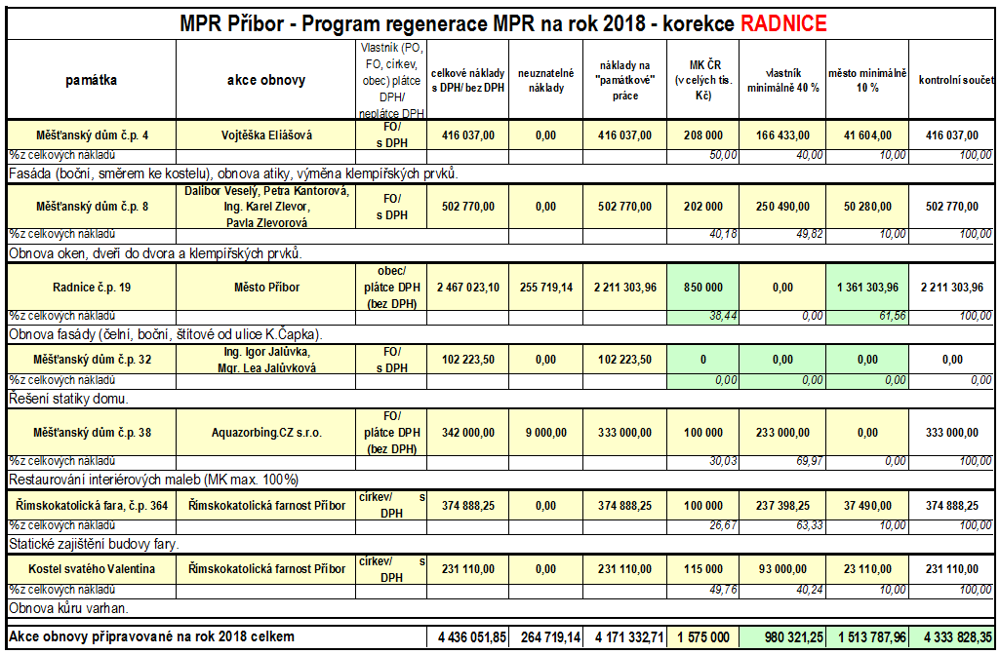 MPR Příbor - Program regenerace MPR na rok 2018 - korekce RADNICE
památka akce obnovy Vlastník (PO, FO, církev, obec) plátce DPH/ neplátce DPH celkové náklady s DPH/ bez DPH neuznatelné náklady náklady na "památkové" práce MK ČR (v celých tis. Kč) vlastník minimálně 40 % město minimálně 10 % kontrolní součet
Měšťanský dům č.p. 4 Vojtěška Eliášová FO/ s DPH 416 037,00 0,00 416 037,00 208 000 166 433,00 41 604,00 416 037,00
%z celkových nákladů 50,00 40,00 10,00 100,00
Fasáda (boční, směrem ke kostelu), obnova atiky, výměna klempířských prvků.
Měšťanský dům č.p. 8 Dalibor Veselý, Petra Kantorová, Ing. Karel Zlevor, Pavla Zlevorová FO/ s DPH 502 770,00 0,00 502 770,00 202 000 250 490,00 50 280,00 502 770,00
%z celkových nákladů 40,18 49,82 10,00 100,00
Obnova oken, dveří do dvora a klempířských prvků.
Radnice č.p. 19 Město Příbor obec/ plátce DPH (bez DPH) 2 467 023,10 255 719,14 2 211 303,96 850 000 0,00 1 361 303,96 2 211 303,96
%z celkových nákladů 38,44 0,00 61,56 100,00
Obnova fasády (čelní, boční, štítové od ulice K.Čapka).
Měšťanský dům č.p. 32 Ing. Igor Jalůvka, Mgr. Lea Jalůvková FO/ s DPH 102 223,50 0,00 102 223,50 0 0,00 0,00 0,00
%z celkových nákladů 0,00 0,00 0,00 0,00
Řešení statiky domu.
Měšťanský dům č.p. 38 Aquazorbing.CZ s.r.o. FO/ plátce DPH (bez DPH) 342 000,00 9 000,00 333 000,00 100 000 233 000,00 0,00 333 000,00
%z celkových nákladů 30,03 69,97 0,00 100,00
Restaurování interiérových maleb (MK max. 100%)
Římskokatolická fara, č.p. 364 Římskokatolická farnost Příbor církev/ s DPH 374 888,25 0,00 374 888,25 100 000 237 398,25 37 490,00 374 888,25
%z celkových nákladů 26,67 63,33 10,00 100,00
Statické zajištění budovy fary.
Kostel svatého Valentina Římskokatolická farnost Příbor církev/ s DPH 231 110,00 0,00 231 110,00 115 000 93 000,00 23 110,00 231 110,00
%z celkových nákladů 49,76 40,24 10,00 100,00
Obnova kůru varhan.
Akce obnovy připravované na rok 2018 celkem 4 436 051,85 264 719,14 4 171 332,71 1 575 000 980 321,25 1 513 787,96 4 333 828,35